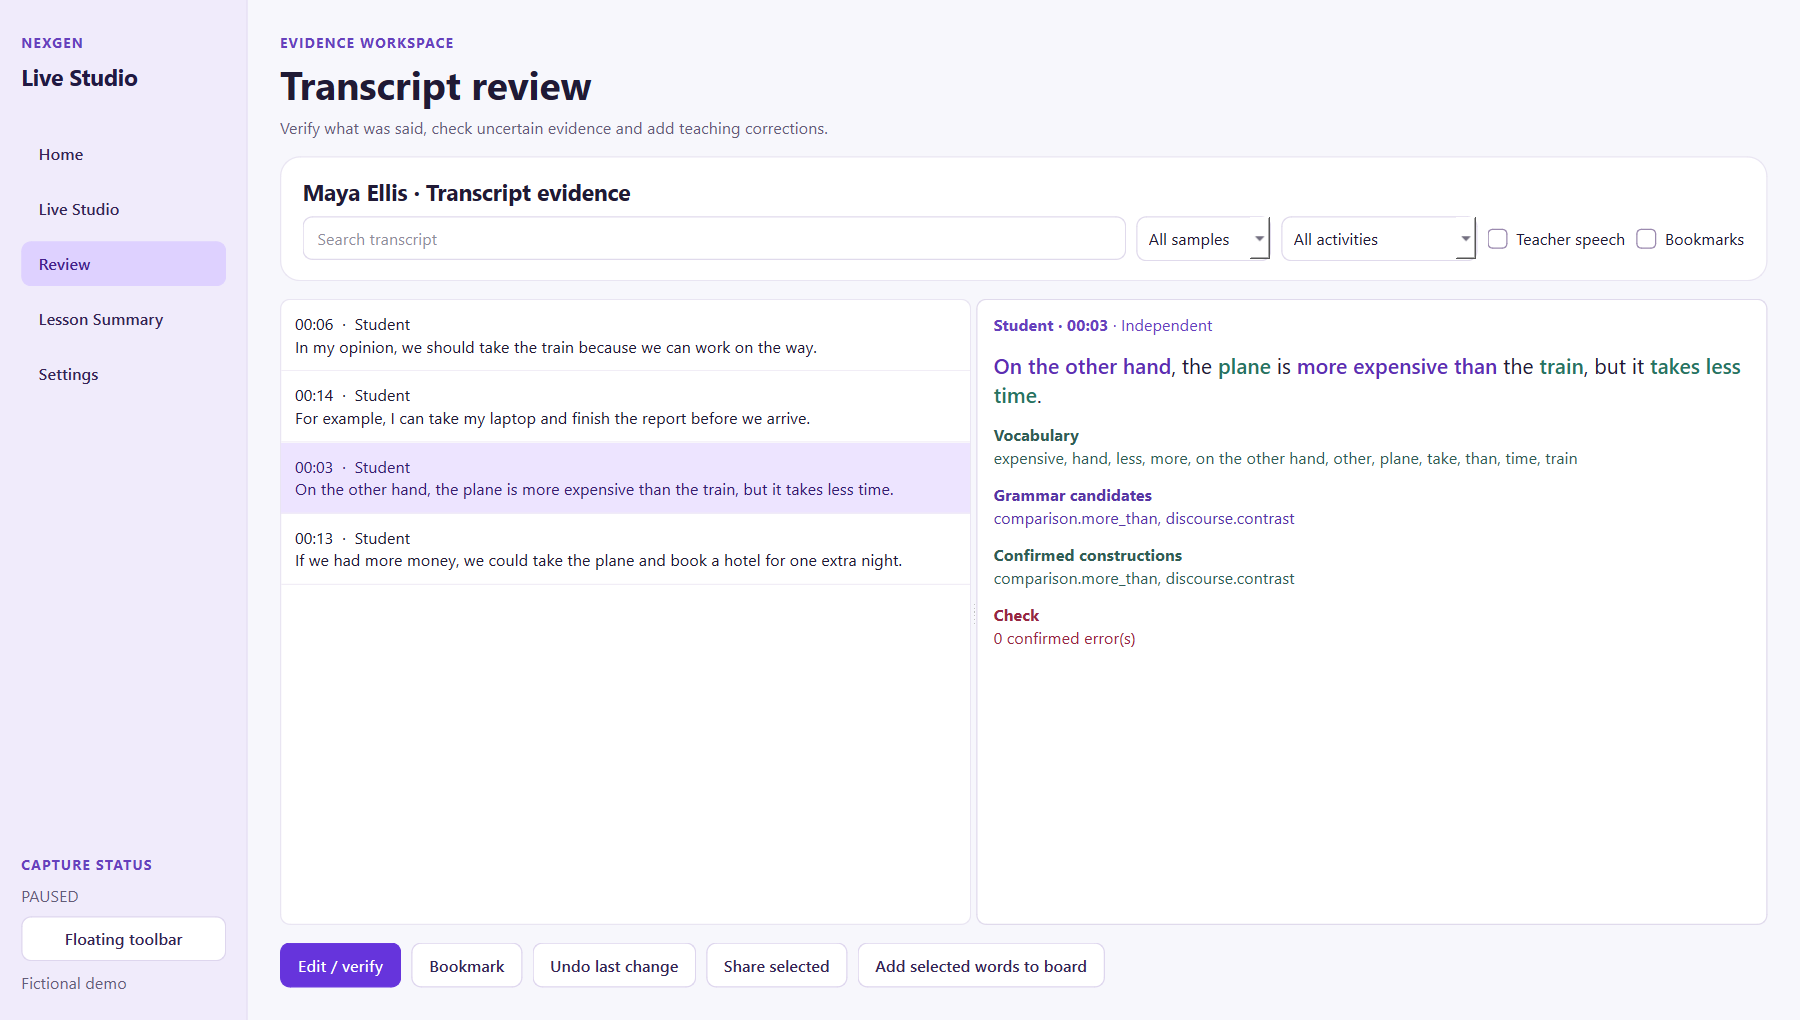 NEXGEN
Live Studio
Home
Live Studio
Review
Lesson Summary
Settings
CAPTURE STATUS
PAUSED
Floating toolbar
Fictional demo
EVIDENCE WORKSPACE
Transcript review
Verify what was said, check uncertain evidence and add teaching corrections.
Maya Ellis · Transcript evidence
Search transcript
All samples
All activities
Teacher speech
Bookmarks
00:06 · Student
In my opinion, we should take the train because we can work on the way.
00:14 · Student
For example, I can take my laptop and finish the report before we arrive.
00:03 · Student
On the other hand, the plane is more expensive than the train, but it takes less time.
00:13 · Student
If we had more money, we could take the plane and book a hotel for one extra night.
Student · 00:03 · Independent
On the other hand, the plane is more expensive than the train, but it takes less
time.
Vocabulary
expensive, hand, less, more, on the other hand, other, plane, take, than, time, train
Grammar candidates
comparison.more_than, discourse.contrast
Confirmed constructions
comparison.more_than, discourse.contrast
Check
0 confirmed error(s)
Edit / verify
Bookmark
Undo last change
Share selected
Add selected words to board